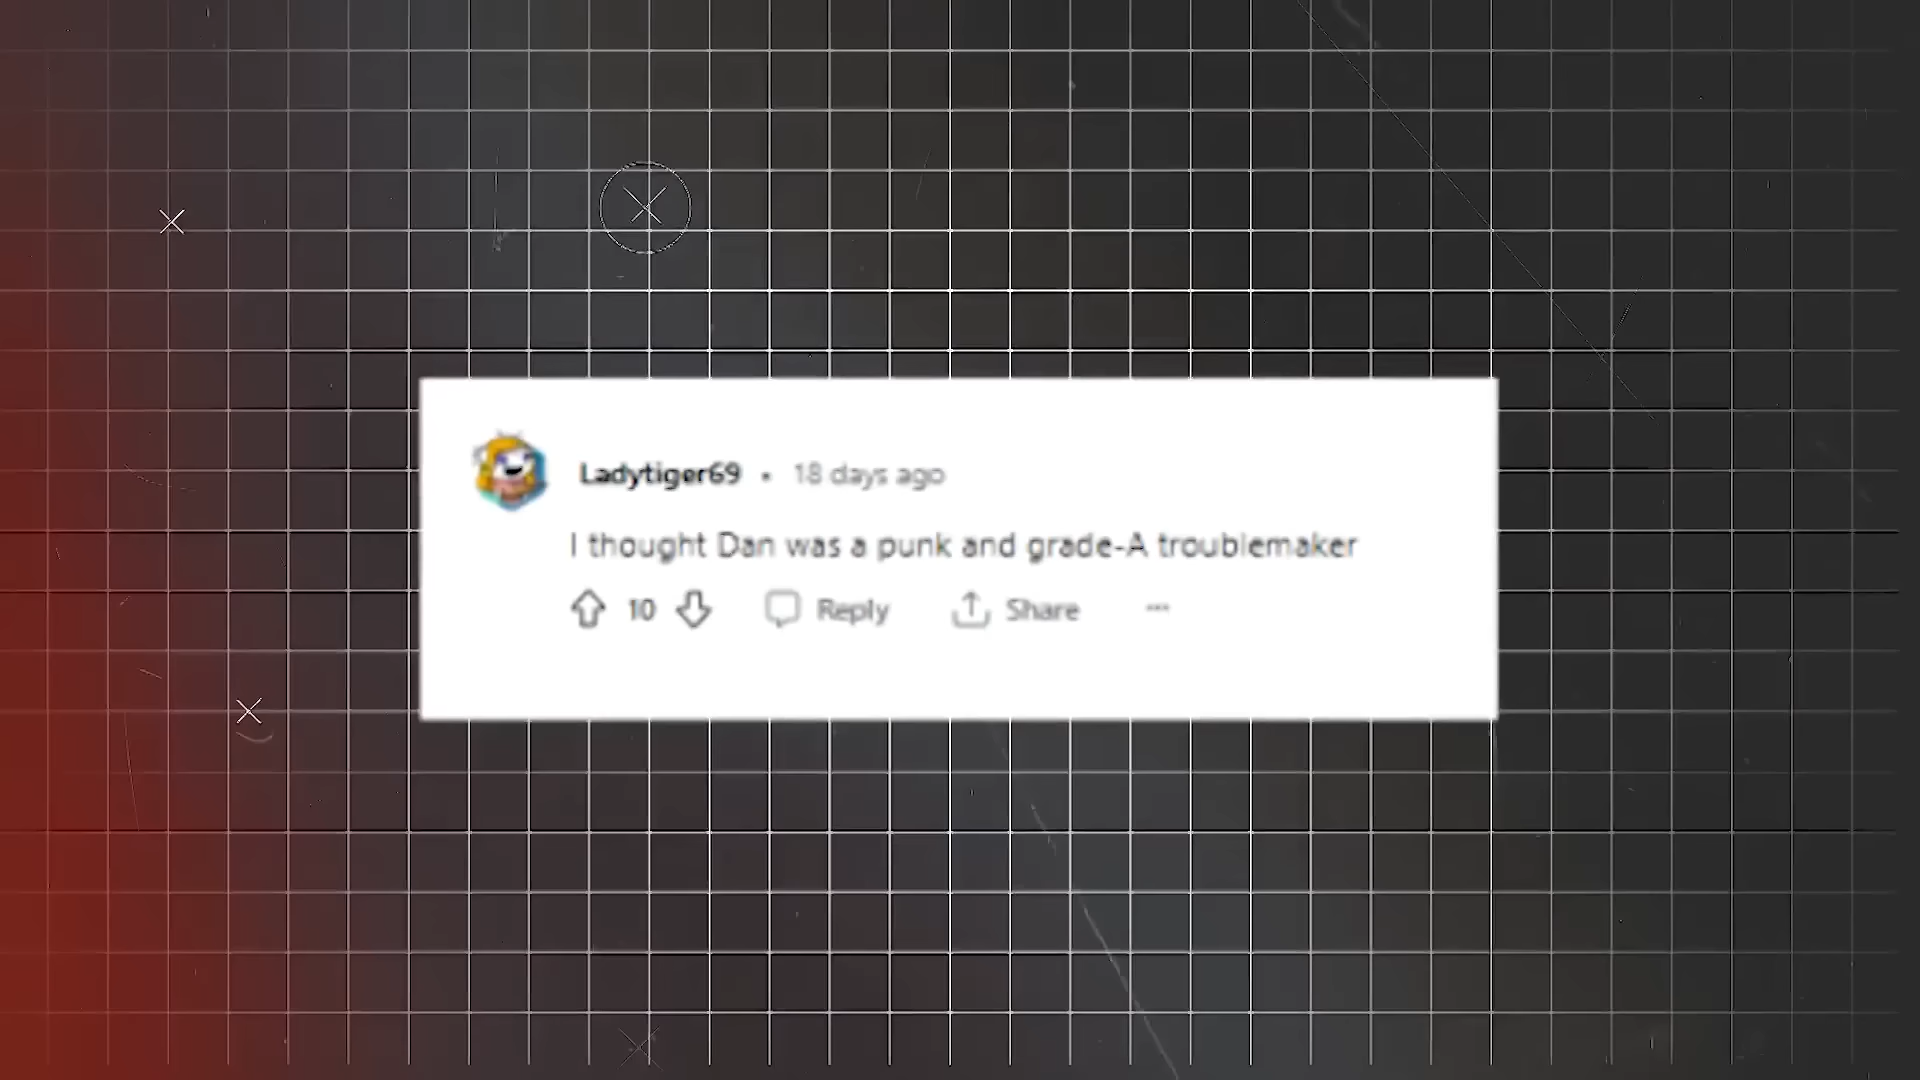 Ladytiger69 • 18 days ago
I thought Dan was a punk and grade-A troublemaker
10 Reply Share ...